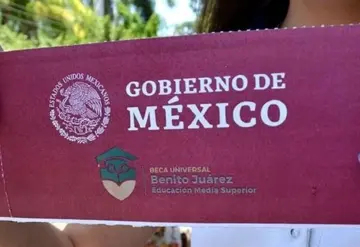 ESTADOS UNIDOS MEXICANOS
GOBIERNO DE
MÉXICO
BECA UNIVERSAL
Benito Juárez
Educación Media Superior